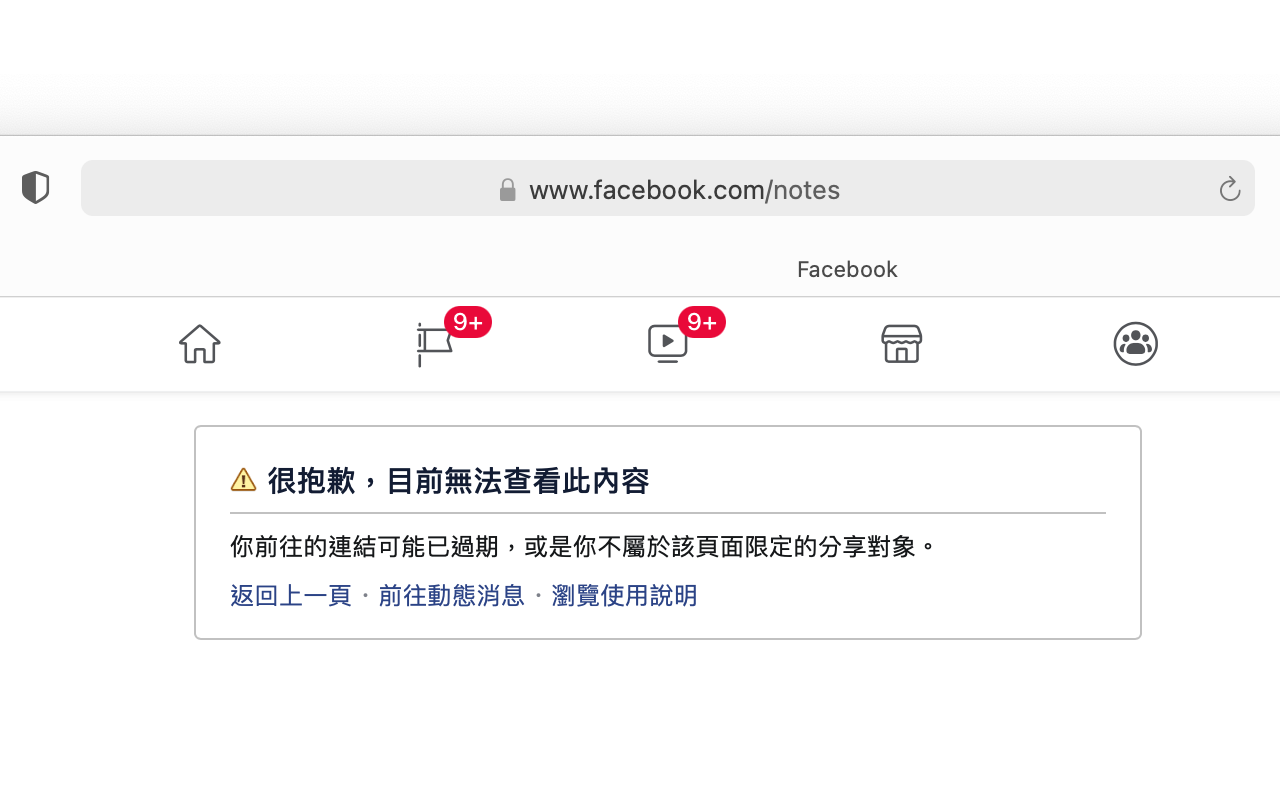 www.facebook.com/notes
Facebook
9+
9+
很抱歉，目前無法查看此內容
你前往的連結可能已過期，或是你不屬於該頁面限定的分享對象。
返回上一頁 · 前往動態消息 · 瀏覽使用說明